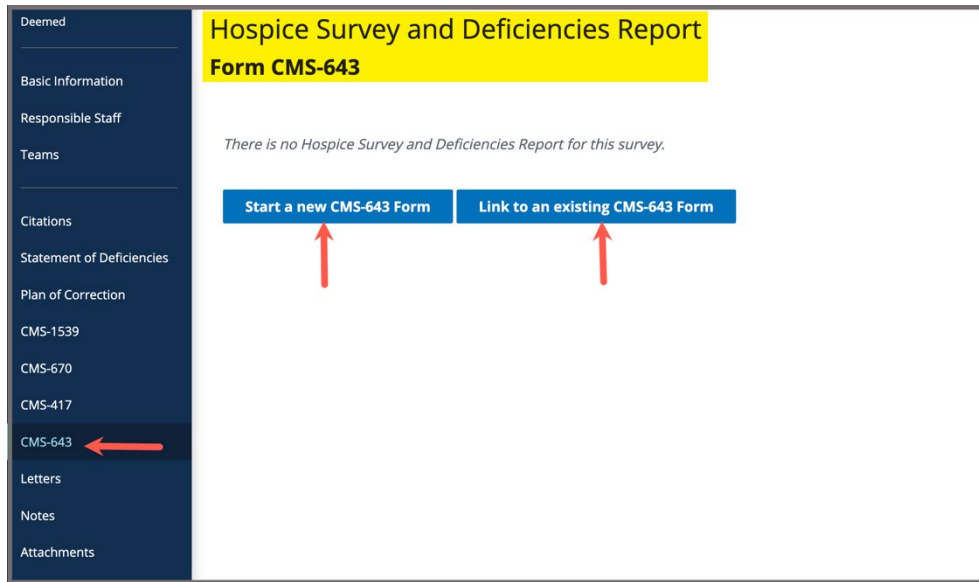 Deemed
Basic Information
Responsible Staff
Teams
Citations
Statement of Deficiencies
Plan of Correction
CMS-1539
CMS-670
CMS-417
CMS-643
Letters
Notes
Attachments
Hospice Survey and Deficiencies Report
Form CMS-643
There is no Hospice Survey and Deficiencies Report for this survey.
Start a new CMS-643 Form
Link to an existing CMS-643 Form